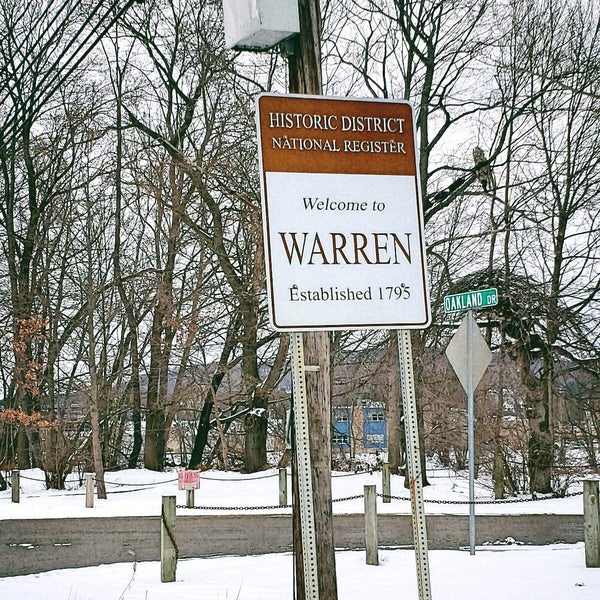 HISTORIC DISTRICT
NATIONAL REGISTER
Welcome to
WARREN
Established 1795
OAKLAND DR